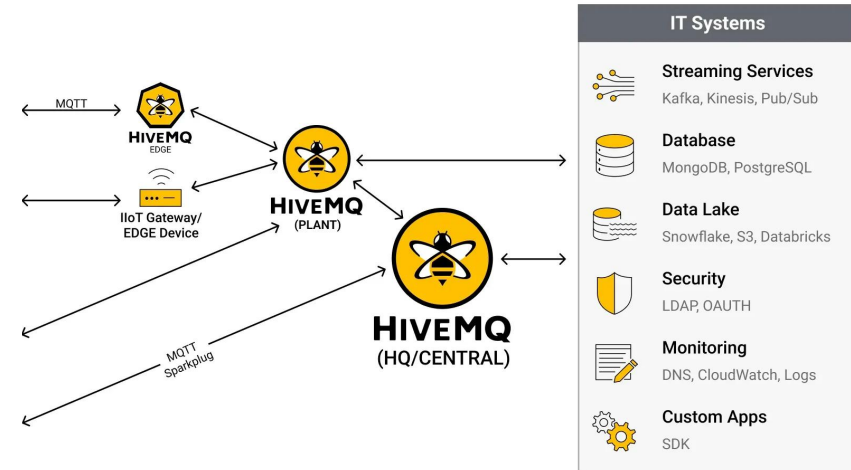 MQTT
HIVEMQ
EDGE
IIoT Gateway/
EDGE Device
HIVEMQ
(PLANT)
HIVEMQ
(HQ/CENTRAL)
MQTT
Sparkplug
IT Systems
Streaming Services
Kafka, Kinesis, Pub/Sub
Database
MongoDB, PostgreSQL
Data Lake
Snowflake, S3, Databricks
Security
LDAP, OAUTH
Monitoring
DNS, CloudWatch, Logs
Custom Apps
SDK